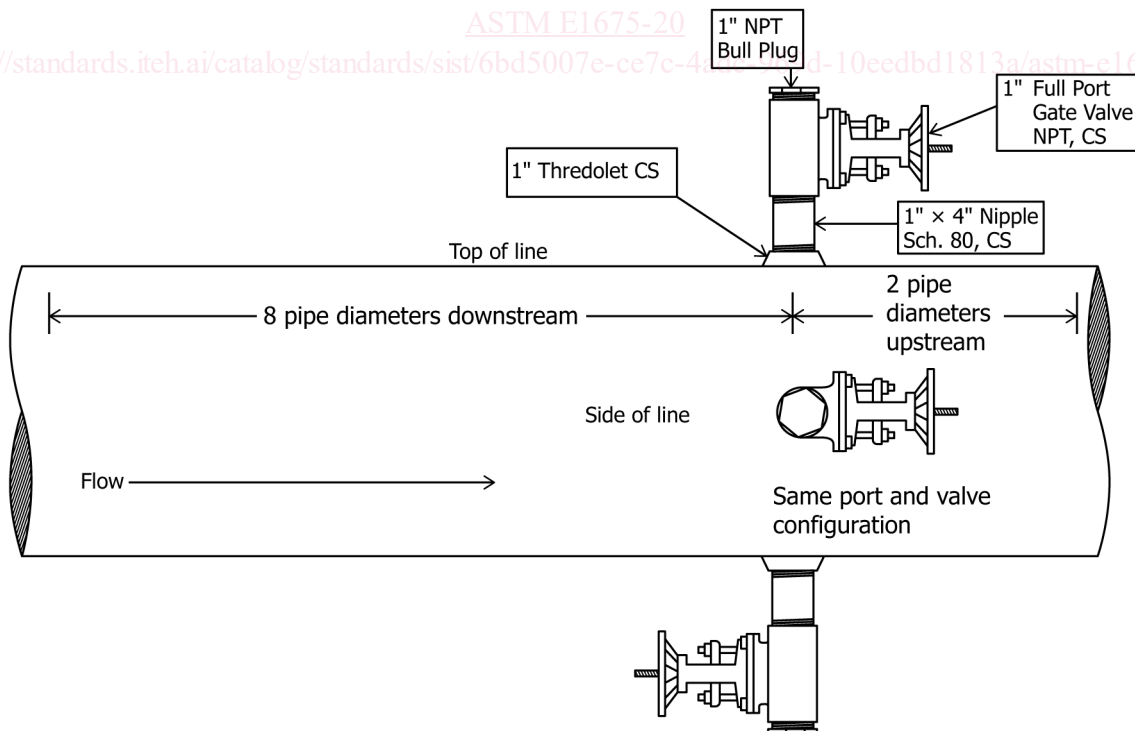 ASTM E1675-20
1" NPT
Bull Plug
1" Full Port
Gate Valve
NPT, CS
1" Thredolet CS
1" × 4" Nipple
Sch. 80, CS
Top of line
8 pipe diameters downstream
2 pipe
diameters
upstream
Side of line
Flow
Same port and valve
configuration